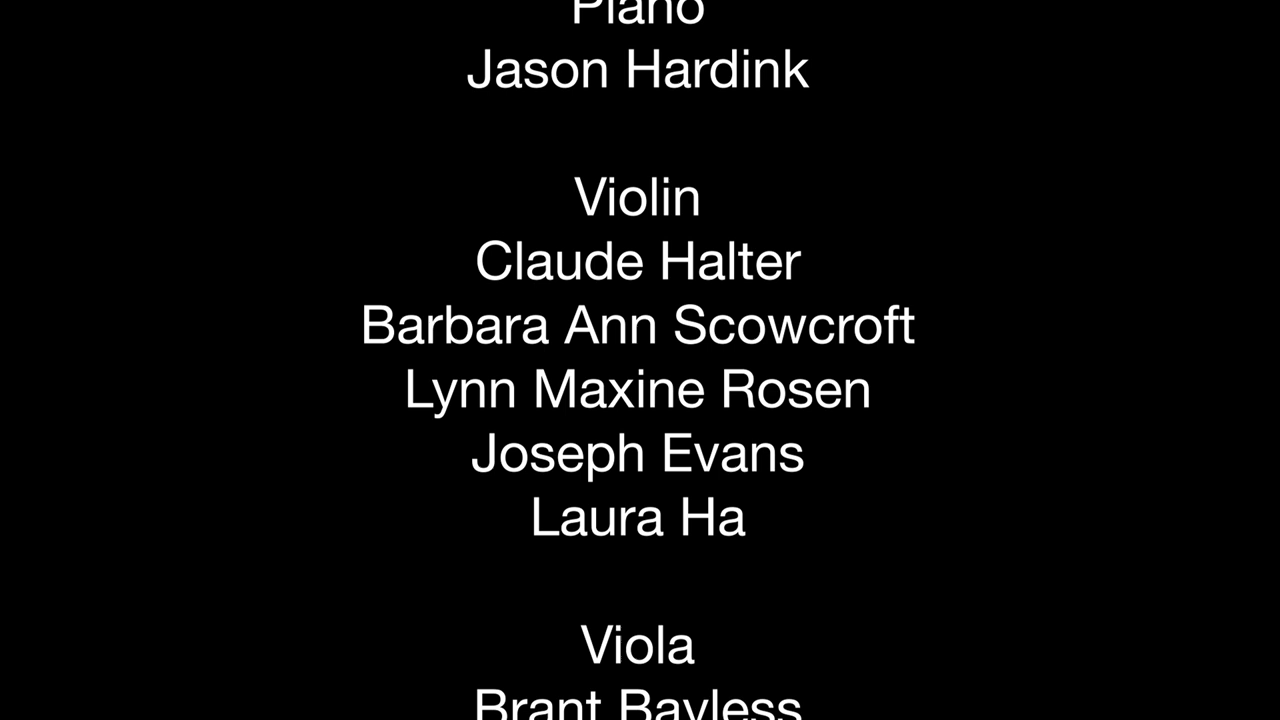 Piano
Jason Hardink
Violin
Claude Halter
Barbara Ann Scowcroft
Lynn Maxine Rosen
Joseph Evans
Laura Ha
Viola
Brant Bayless